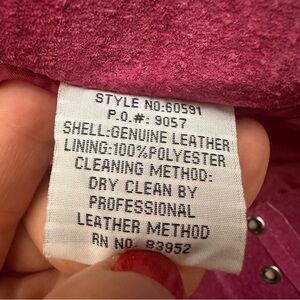 STYLE NO:60591
P.O.#: 9057
SHELL:GENUINE LEATHER
LINING:100%POLYESTER
CLEANING METHOD:
DRY CLEAN BY
PROFESSIONAL
LEATHER METHOD
RN NO. 83952